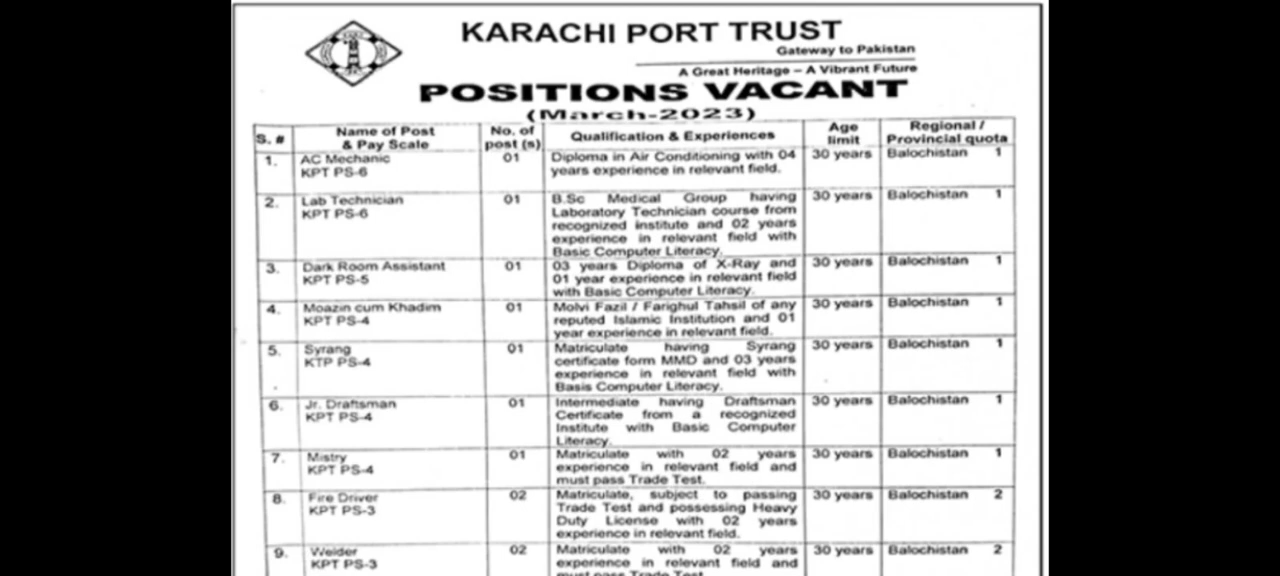 KARACHI PORT TRUST
Gateway to Pakistan
A Great Heritage – A Vibrant Future
POSITIONS VACANT
(March-2023)
S. # Name of Post & Pay Scale No. of post (s) Qualification & Experiences Age limit Regional / Provincial quota
1. AC Mechanic 01 Diploma in Air Conditioning with 04 30 years Balochistan 1
KPT PS-6 years experience in relevant field.
2. Lab Technician 01 B.Sc Medical Group having 30 years Balochistan 1
KPT PS-6 Laboratory Technician course from
recognized institute and 02 years
experience in relevant field with
Basic Computer Literacy.
3. Dark Room Assistant 01 03 years Diploma of X-Ray and 30 years Balochistan 1
KPT PS-5 01 year experience in relevant field
with Basic Computer Literacy.
4. Moazin cum Khadim 01 Molvi Fazil / Farighul Tahsil of any 30 years Balochistan 1
KPT PS-4 reputed Islamic Institution and 01
year experience in relevant field.
5. Syrang 01 Matriculate having Syrang 30 years Balochistan 1
KTP PS-4 certificate form MMD and 03 years
experience in relevant field with
Basis Computer Literacy.
6. Jr. Draftsman 01 Intermediate having Draftsman 30 years Balochistan 1
KPT PS-4 Certificate from a recognized
Institute with Basic Computer
Literacy.
7. Mistry 01 Matriculate with 02 years 30 years Balochistan 1
KPT PS-4 experience in relevant field and
must pass Trade Test.
8. Fire Driver 02 Matriculate, subject to passing 30 years Balochistan 2
KPT PS-3 Trade Test and possessing Heavy
Duty License with 02 years
experience in relevant field.
9. Welder 02 Matriculate with 02 years 30 years Balochistan 2
KPT PS-3 experience in relevant field and
must pass Trade Test.